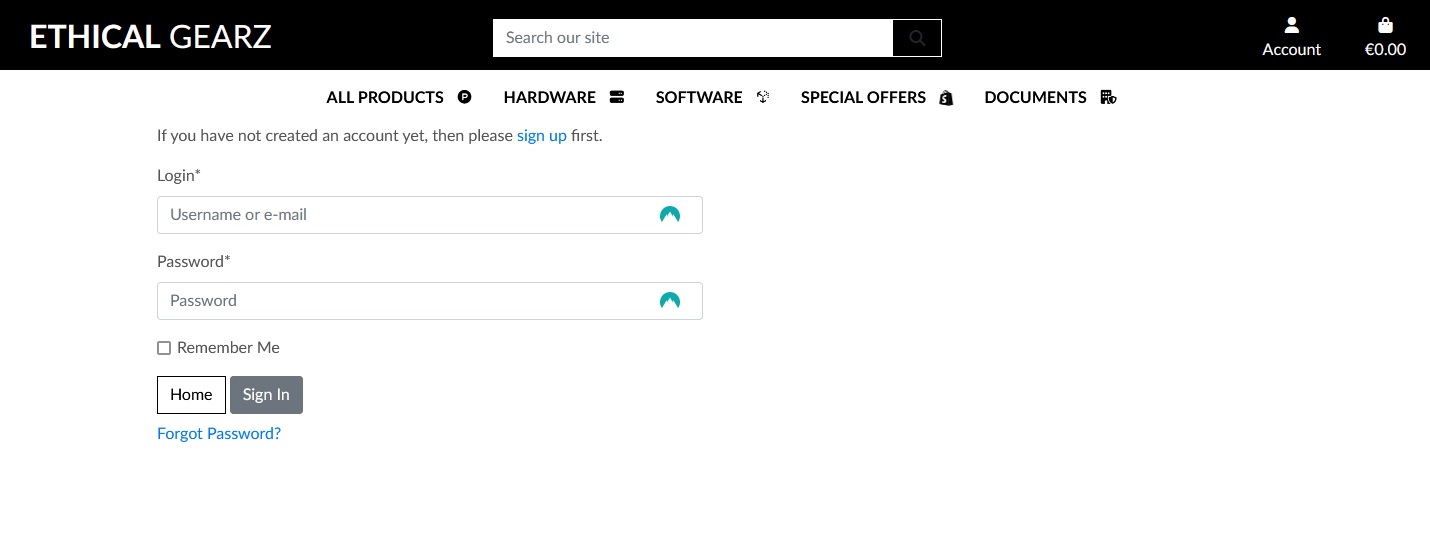 ETHICAL GEARZ
Search our site
Account
€0.00
ALL PRODUCTS HARDWARE SOFTWARE SPECIAL OFFERS DOCUMENTS
If you have not created an account yet, then please sign up first.
Login*
Username or e-mail
Password*
Password
Remember Me
Home Sign In
Forgot Password?